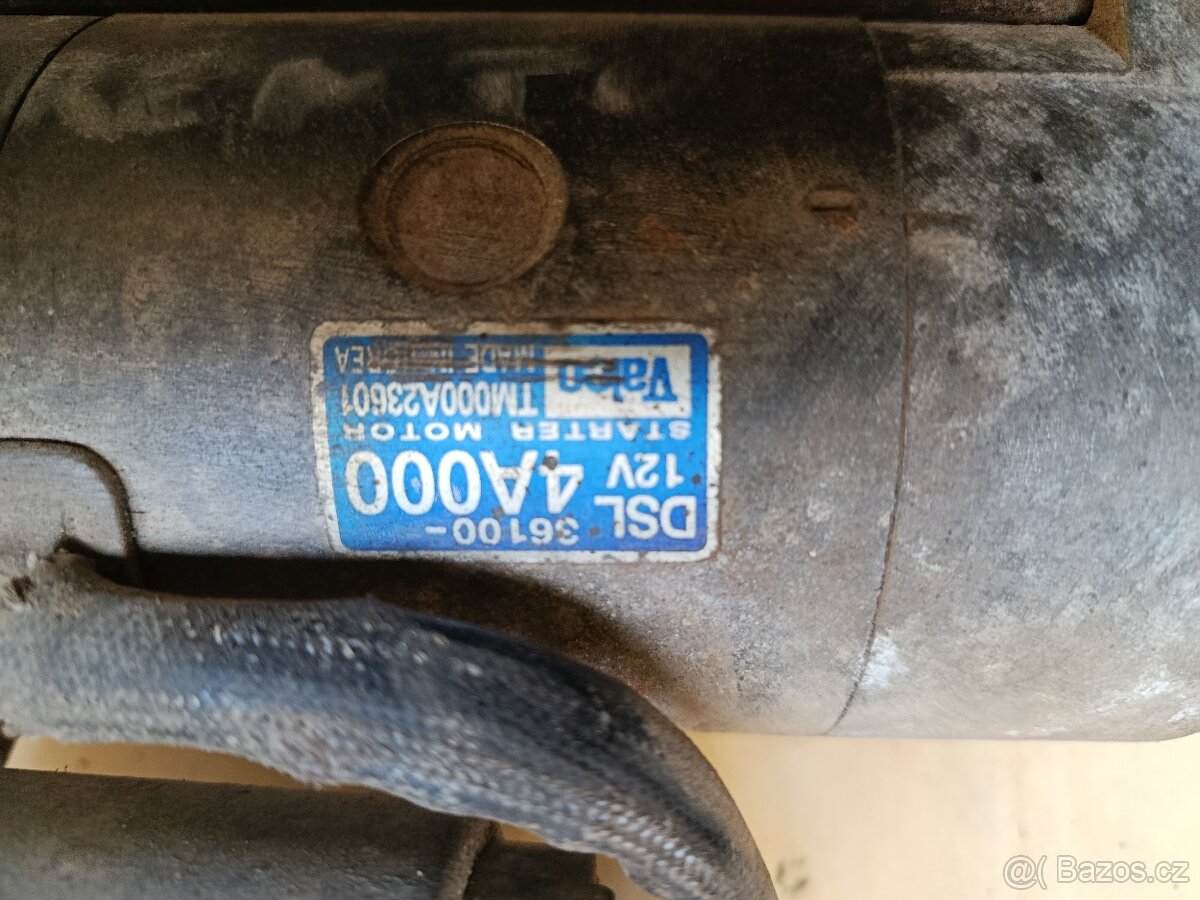 DSL 36100-
12V 4A000
STARTER MOTOR
Valeo TM000A23601
MADE IN KOREA
@( Bazos.cz